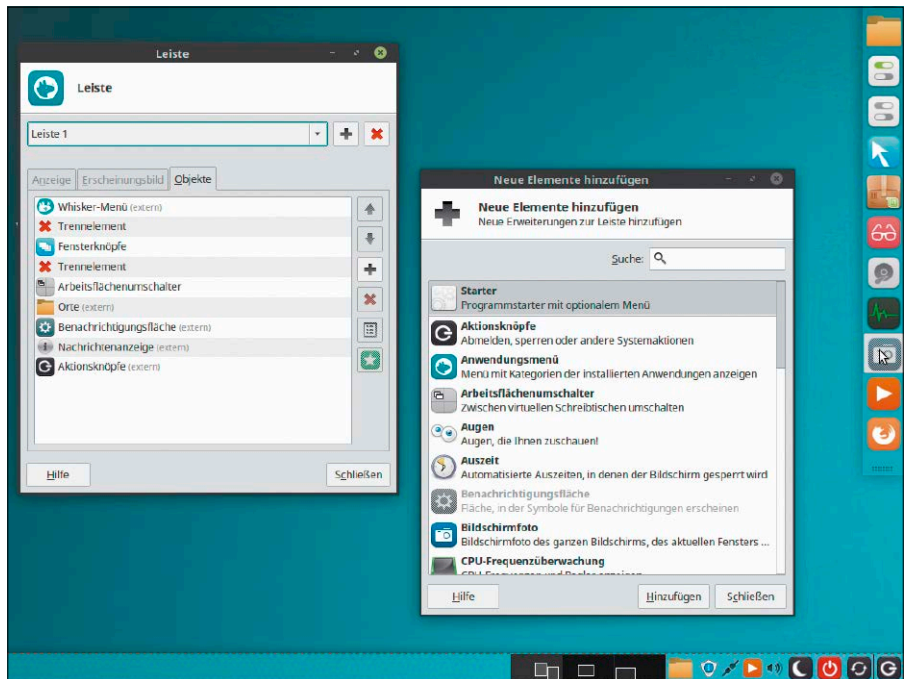 Leiste
Leiste
Leiste 1
Anzeige Erscheinungsbild Objekte
Whisker-Menü (extern)
Trennelement
Fensterknöpfe
Trennelement
Arbeitsflächenumschalter
Orte (extern)
Benachrichtigungsfläche (extern)
Nachrichtenanzeige (extern)
Aktionsknöpfe (extern)
Hilfe Schließen
Neue Elemente hinzufügen
Neue Elemente hinzufügen
Neue Erweiterungen zur Leiste hinzufügen
Suche:
Starter
Programmstarter mit optionalem Menü
Aktionsknöpfe
Abmelden, sperren oder andere Systemaktionen
Anwendungsmenü
Menü mit Kategorien der installierten Anwendungen anzeigen
Arbeitsflächenumschalter
Zwischen virtuellen Schreibtischen umschalten
Augen
Augen, die Ihnen zuschauen!
Auszeit
Automatisierte Auszeiten, in denen der Bildschirm gesperrt wird
Benachrichtigungsfläche
Fläche, in der Symbole für Benachrichtigungen erscheinen
Bildschirmfoto
Bildschirmfoto des ganzen Bildschirms, des aktuellen Fensters ...
CPU-Frequenzüberwachung
Hilfe Hinzufügen Schließen